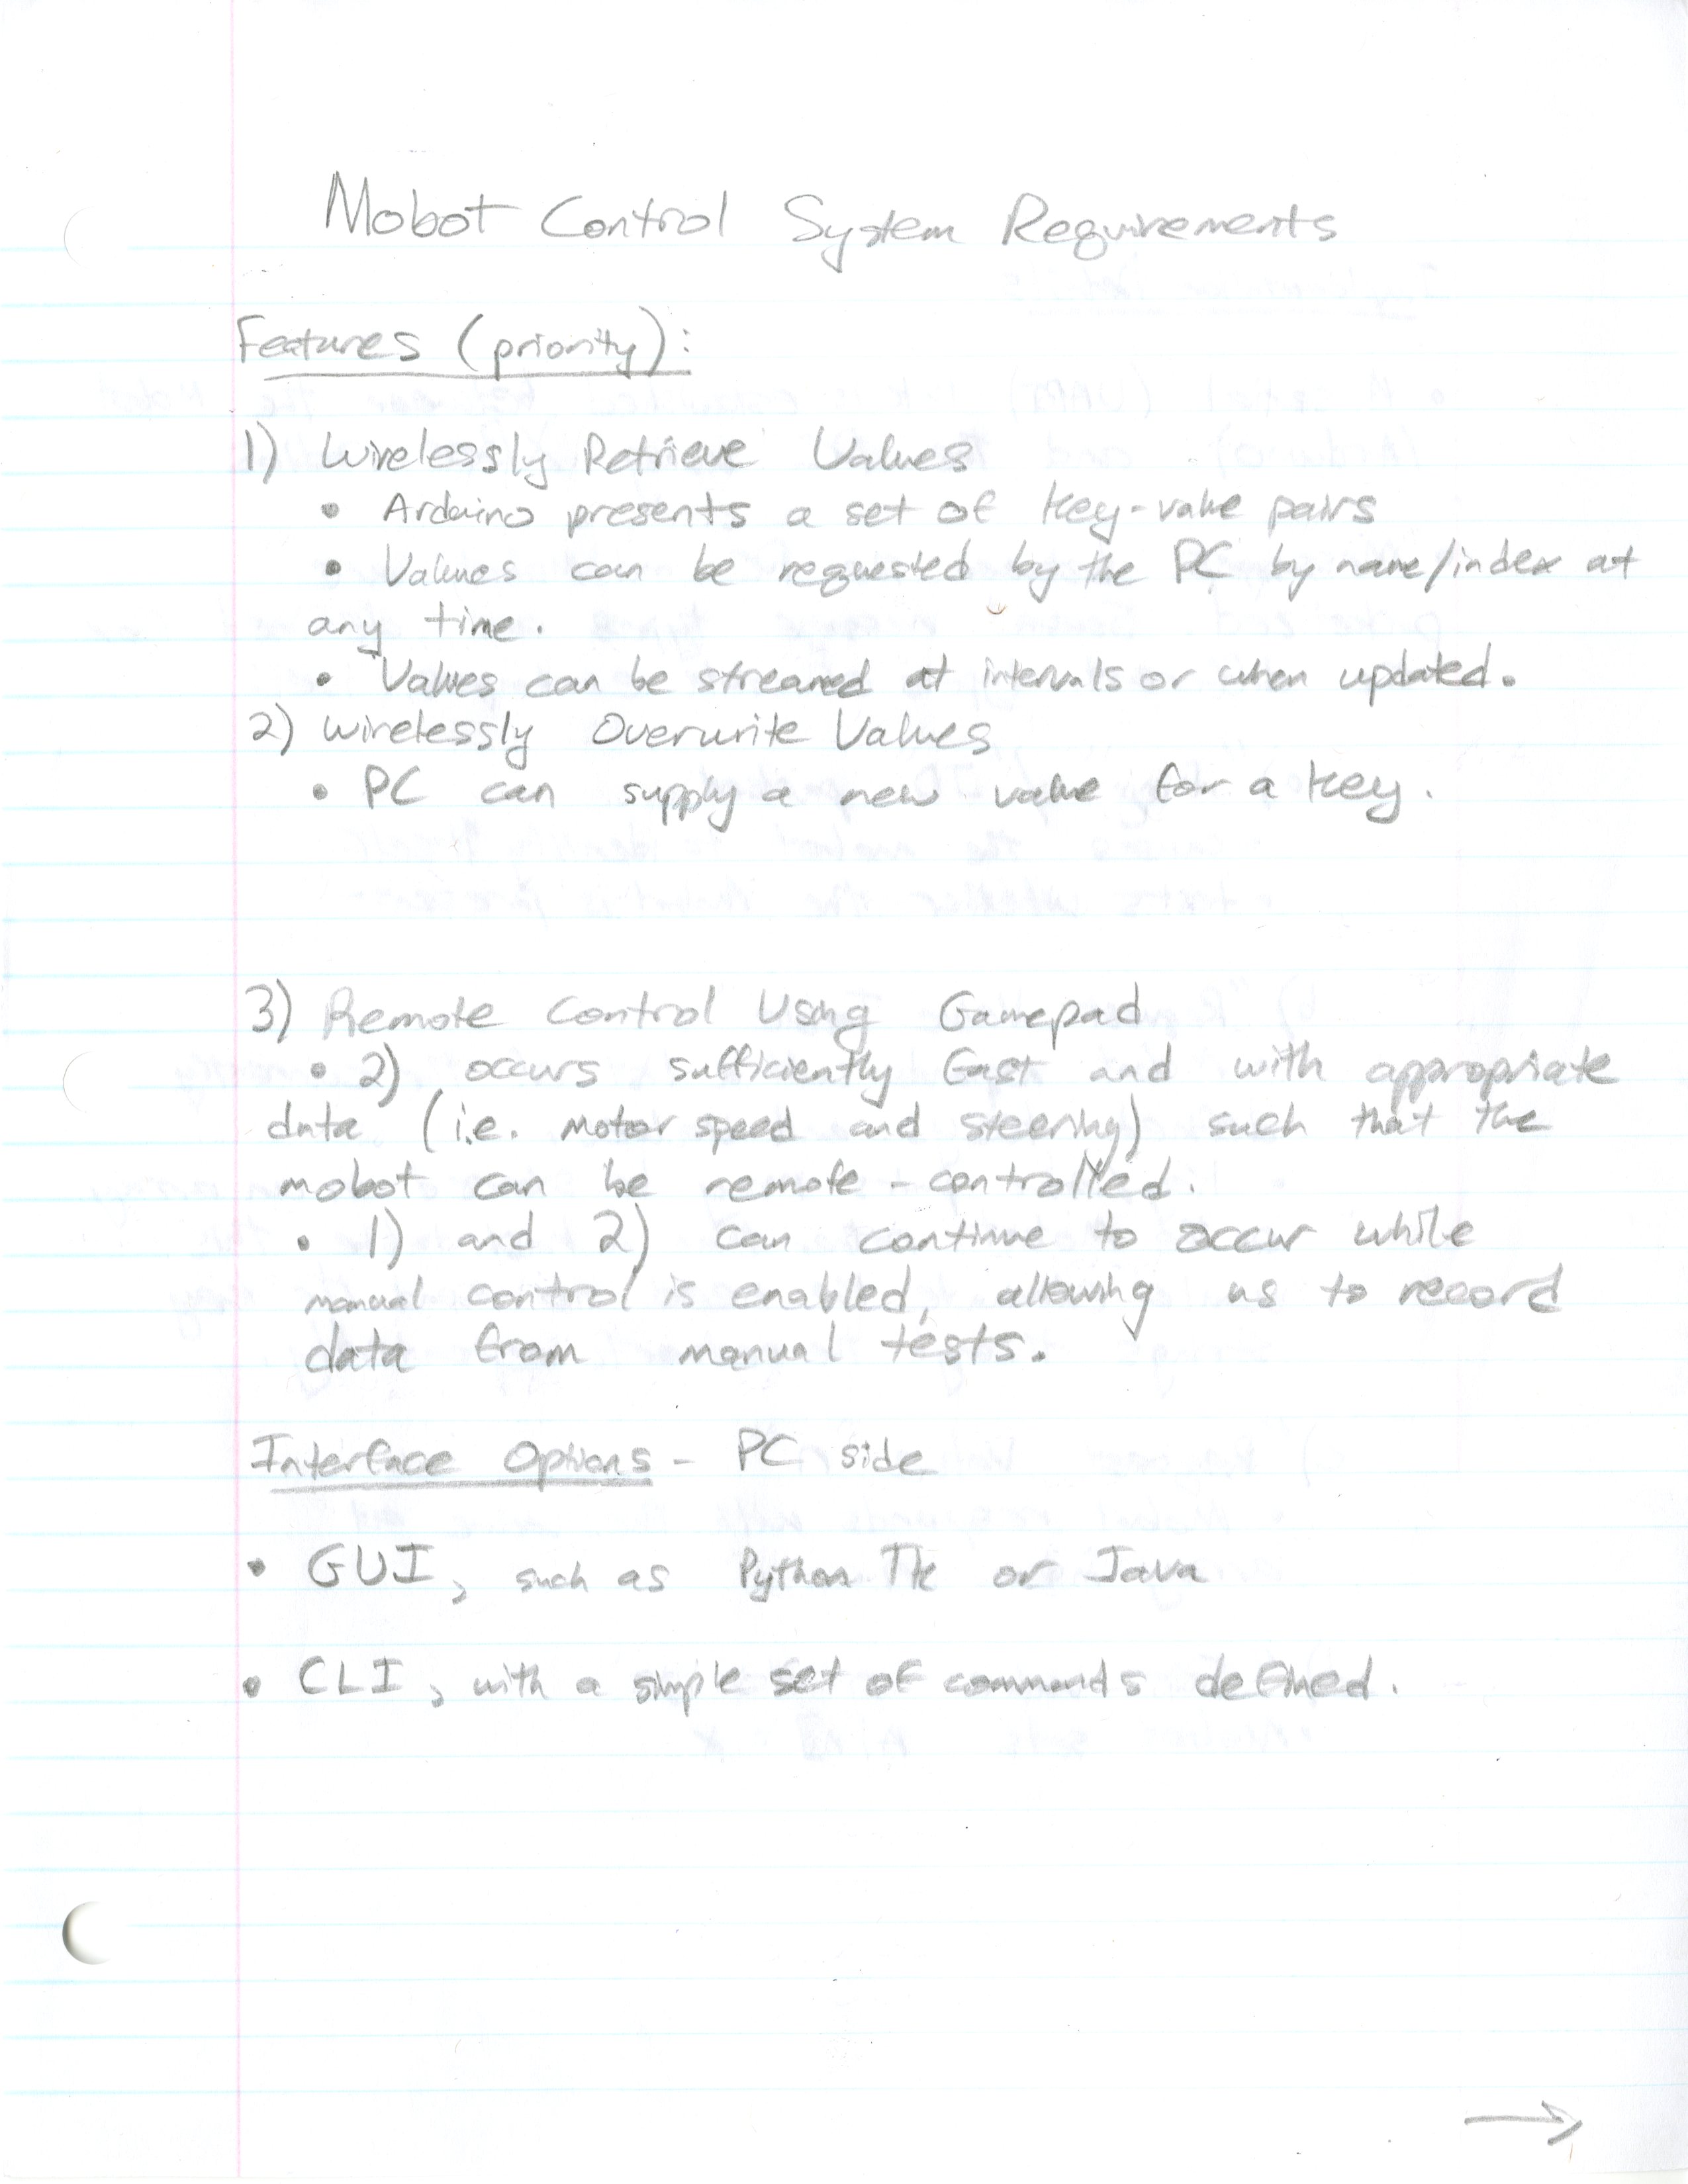 Mobot Control System Requirements
Features (priority):
1) Wirelessly Retrieve Values
• Arduino presents a set of key-value pairs
• Values can be requested by the PC by name/index at
any time.
• Values can be streamed at intervals or when updated.
2) Wirelessly Overwrite Values
• PC can supply a new value for a key.
3) Remote Control Using Gamepad
• 2) occurs sufficiently fast and with appropriate
data (i.e. motor speed and steering) such that the
mobot can be remote-controlled.
• 1) and 2) can continue to occur while
manual control is enabled, allowing us to record
data from manual tests.
Interface Options - PC side
• GUI, such as Python Tk or Java
• CLI, with a simple set of commands defined.